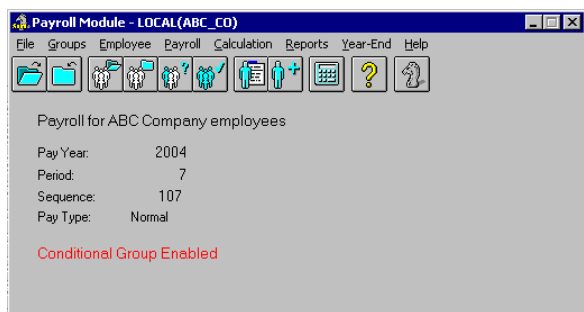 Payroll Module - LOCAL(ABC_CO)
File Groups Employee Payroll Calculation Reports Year-End Help
Payroll for ABC Company employees
Pay Year: 2004
Period: 7
Sequence: 107
Pay Type: Normal
Conditional Group Enabled